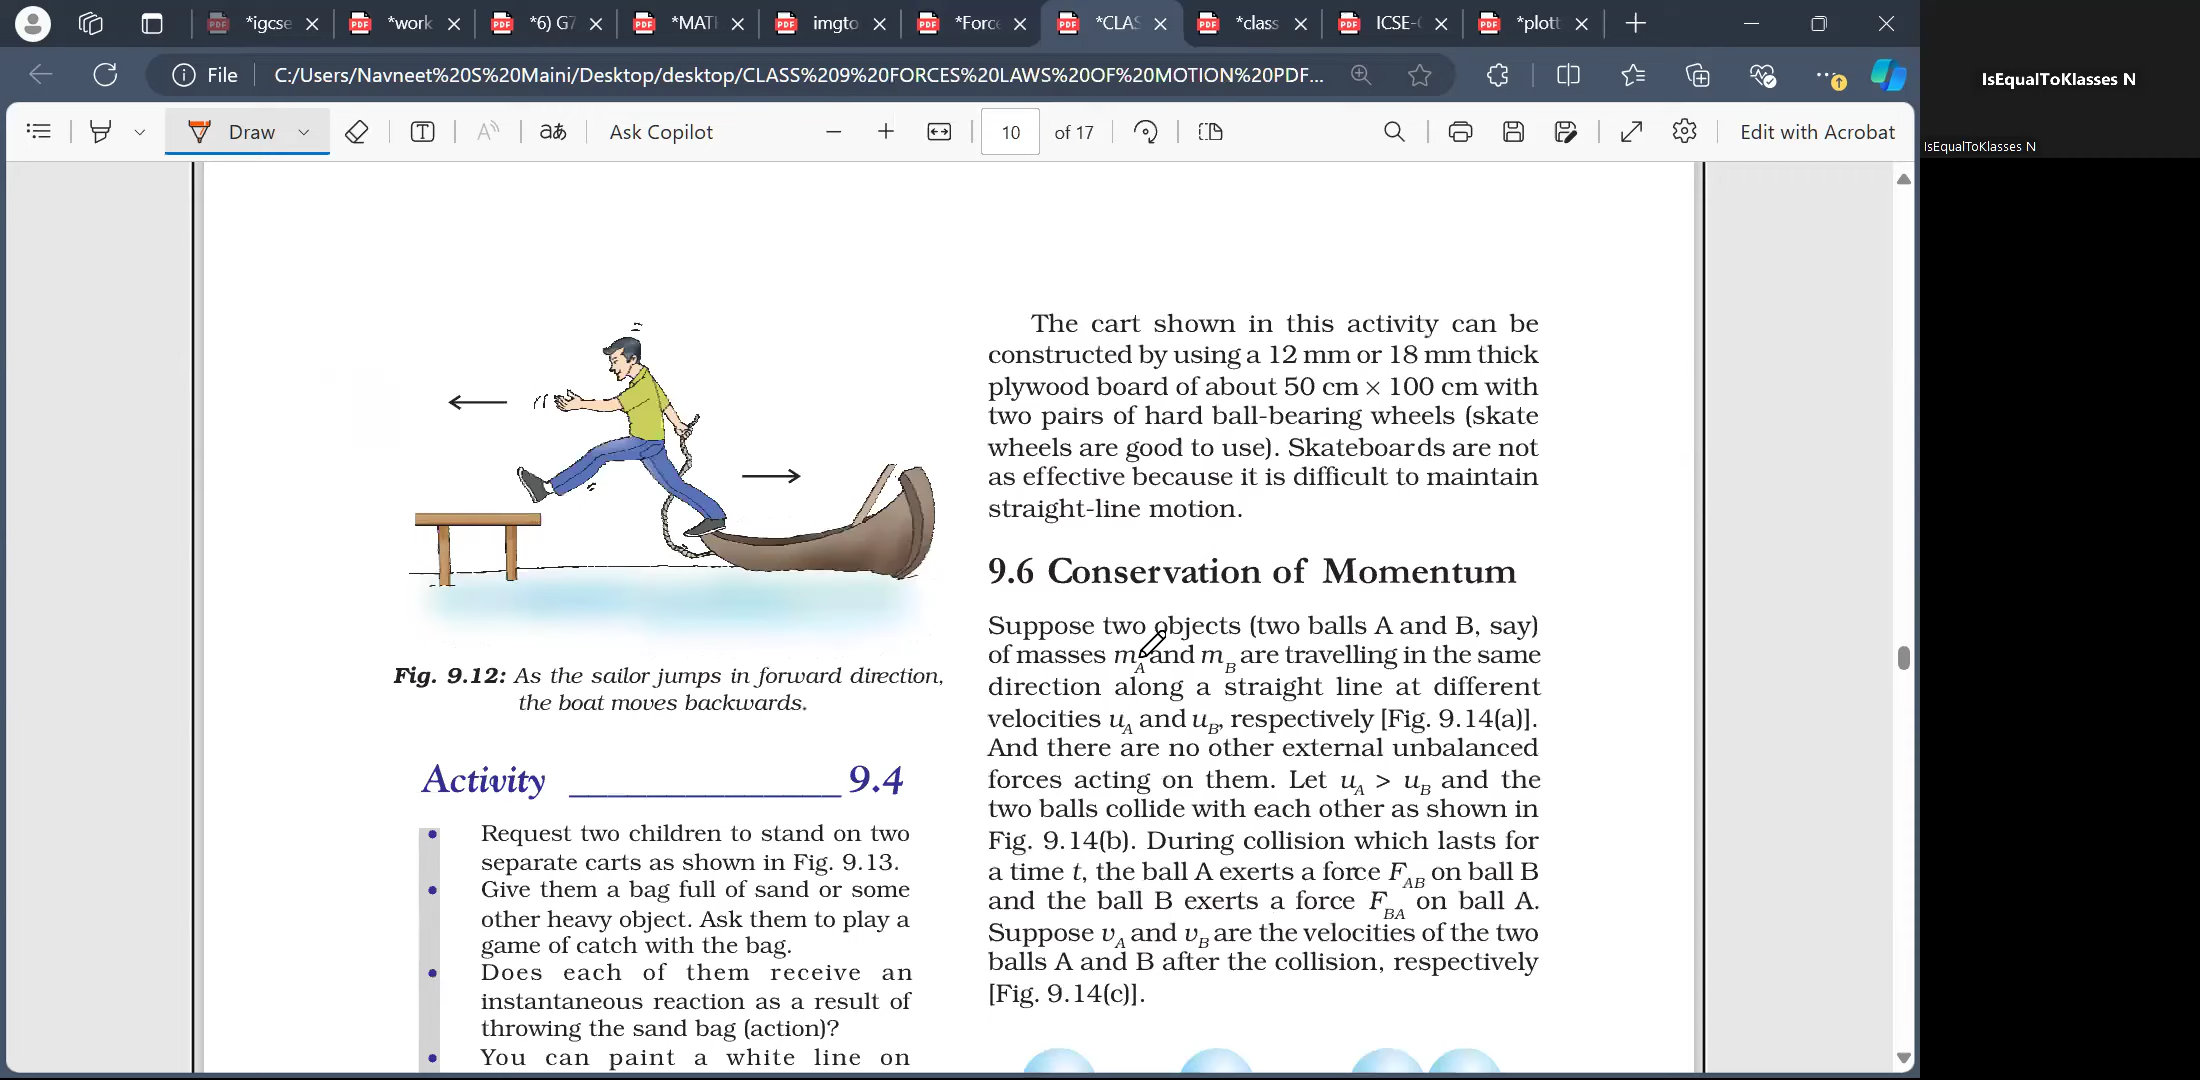 *igcse
*work
*6) G7
*MATI
imgto
*Force
*CLAS
*class
ICSE-C
*plott
File
C:/Users/Navneet%20S%20Maini/Desktop/desktop/CLASS%209%20FORCES%20LAWS%20OF%20MOTION%20PDF...
Draw
Ask Copilot
10 of 17
Edit with Acrobat
IsEqualToKlasses N
IsEqualToKlasses N
Fig. 9.12: As the sailor jumps in forward direction,
the boat moves backwards.
Activity ________________ 9.4
• Request two children to stand on two
separate carts as shown in Fig. 9.13.
• Give them a bag full of sand or some
other heavy object. Ask them to play a
game of catch with the bag.
• Does each of them receive an
instantaneous reaction as a result of
throwing the sand bag (action)?
• You can paint a white line on
The cart shown in this activity can be
constructed by using a 12 mm or 18 mm thick
plywood board of about 50 cm × 100 cm with
two pairs of hard ball-bearing wheels (skate
wheels are good to use). Skateboards are not
as effective because it is difficult to maintain
straight-line motion.
9.6 Conservation of Momentum
Suppose two objects (two balls A and B, say)
of masses mA and mB are travelling in the same
direction along a straight line at different
velocities uA and uB, respectively [Fig. 9.14(a)].
And there are no other external unbalanced
forces acting on them. Let uA > uB and the
two balls collide with each other as shown in
Fig. 9.14(b). During collision which lasts for
a time t, the ball A exerts a force FAB on ball B
and the ball B exerts a force FBA on ball A.
Suppose vA and vB are the velocities of the two
balls A and B after the collision, respectively
[Fig. 9.14(c)].